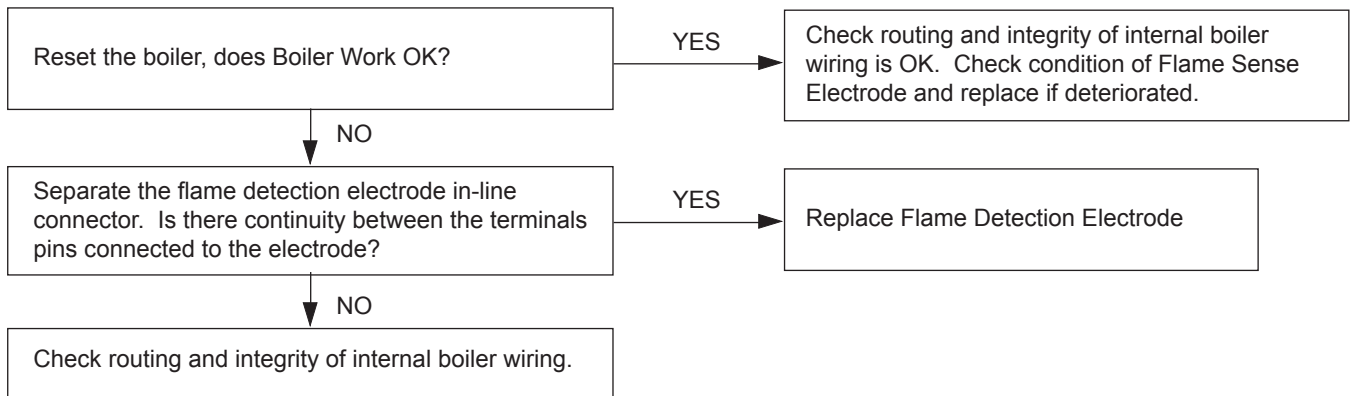 Reset the boiler, does Boiler Work OK?
YES
Check routing and integrity of internal boiler
wiring is OK.  Check condition of Flame Sense
Electrode and replace if deteriorated.
NO
Separate the flame detection electrode in-line
connector.  Is there continuity between the terminals
pins connected to the electrode?
YES
Replace Flame Detection Electrode
NO
Check routing and integrity of internal boiler wiring.